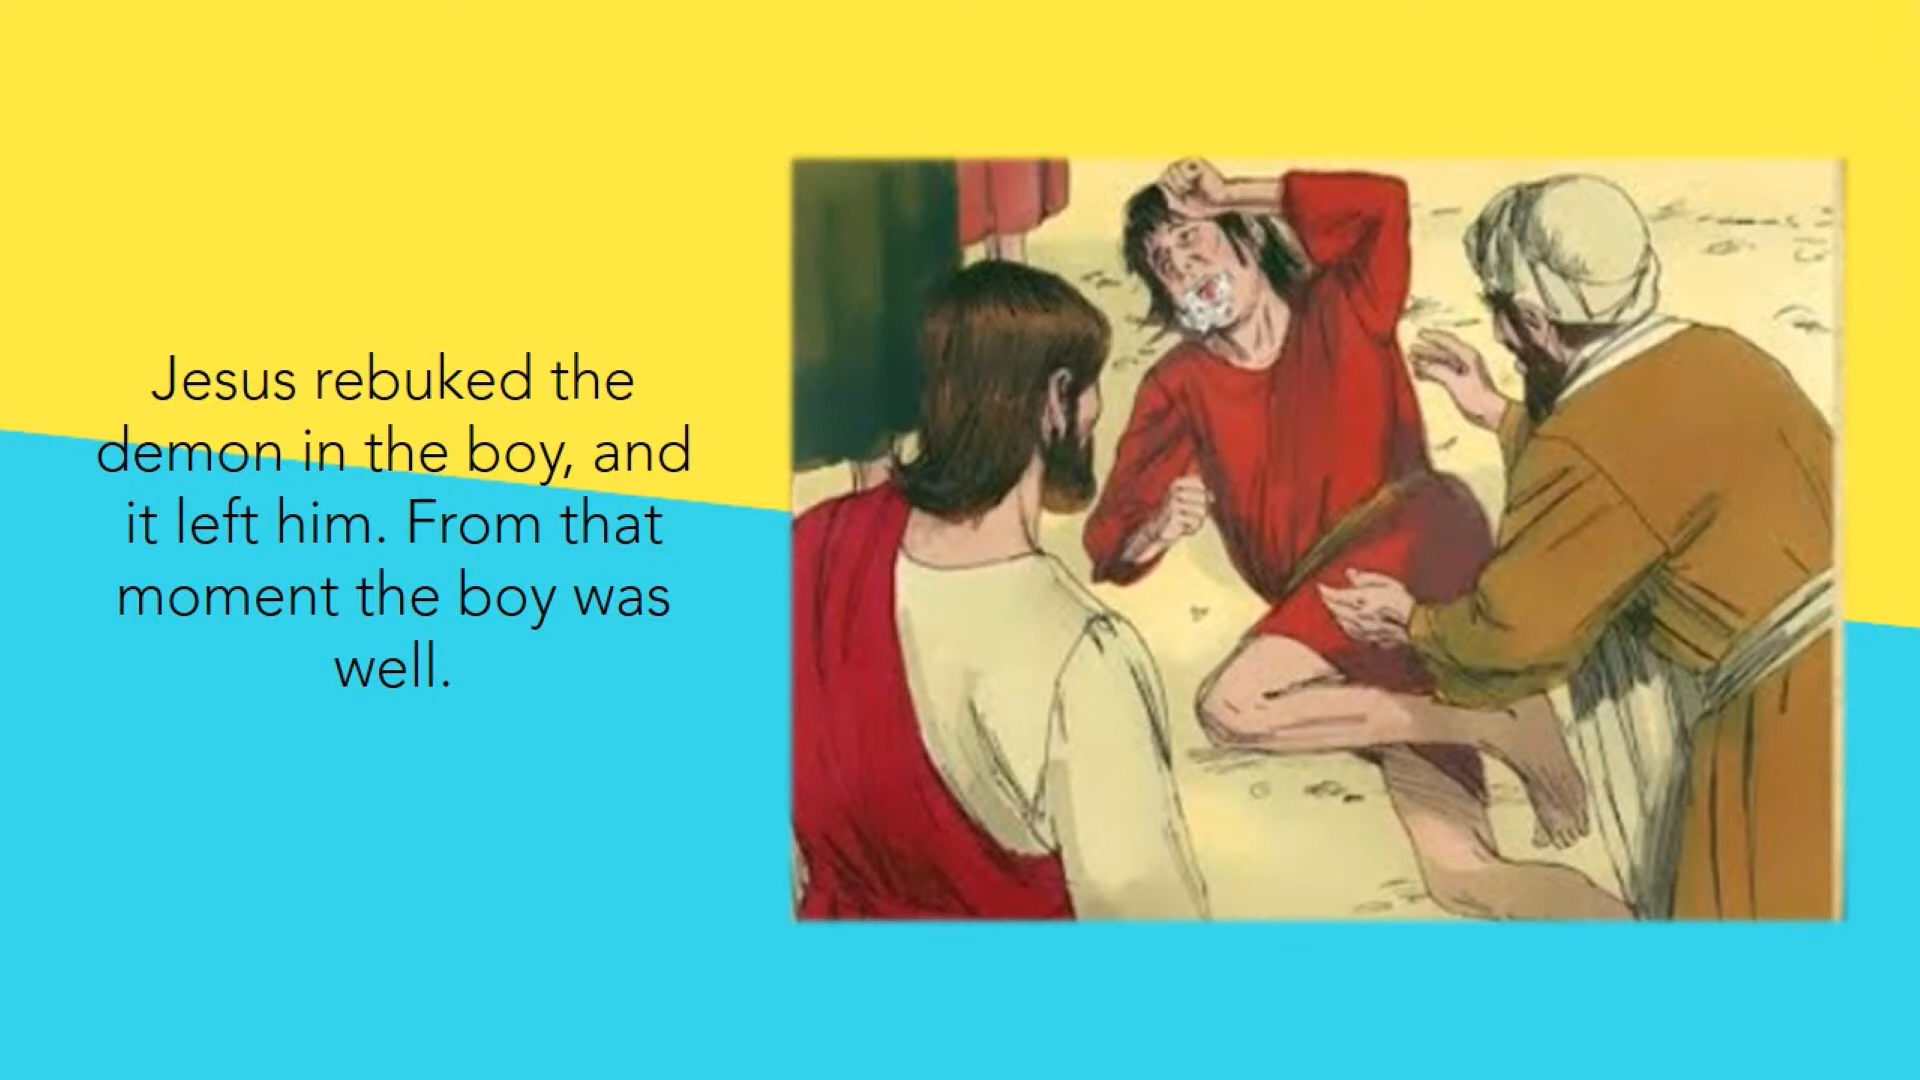 Jesus rebuked the
demon in the boy, and
it left him. From that
moment the boy was
well.